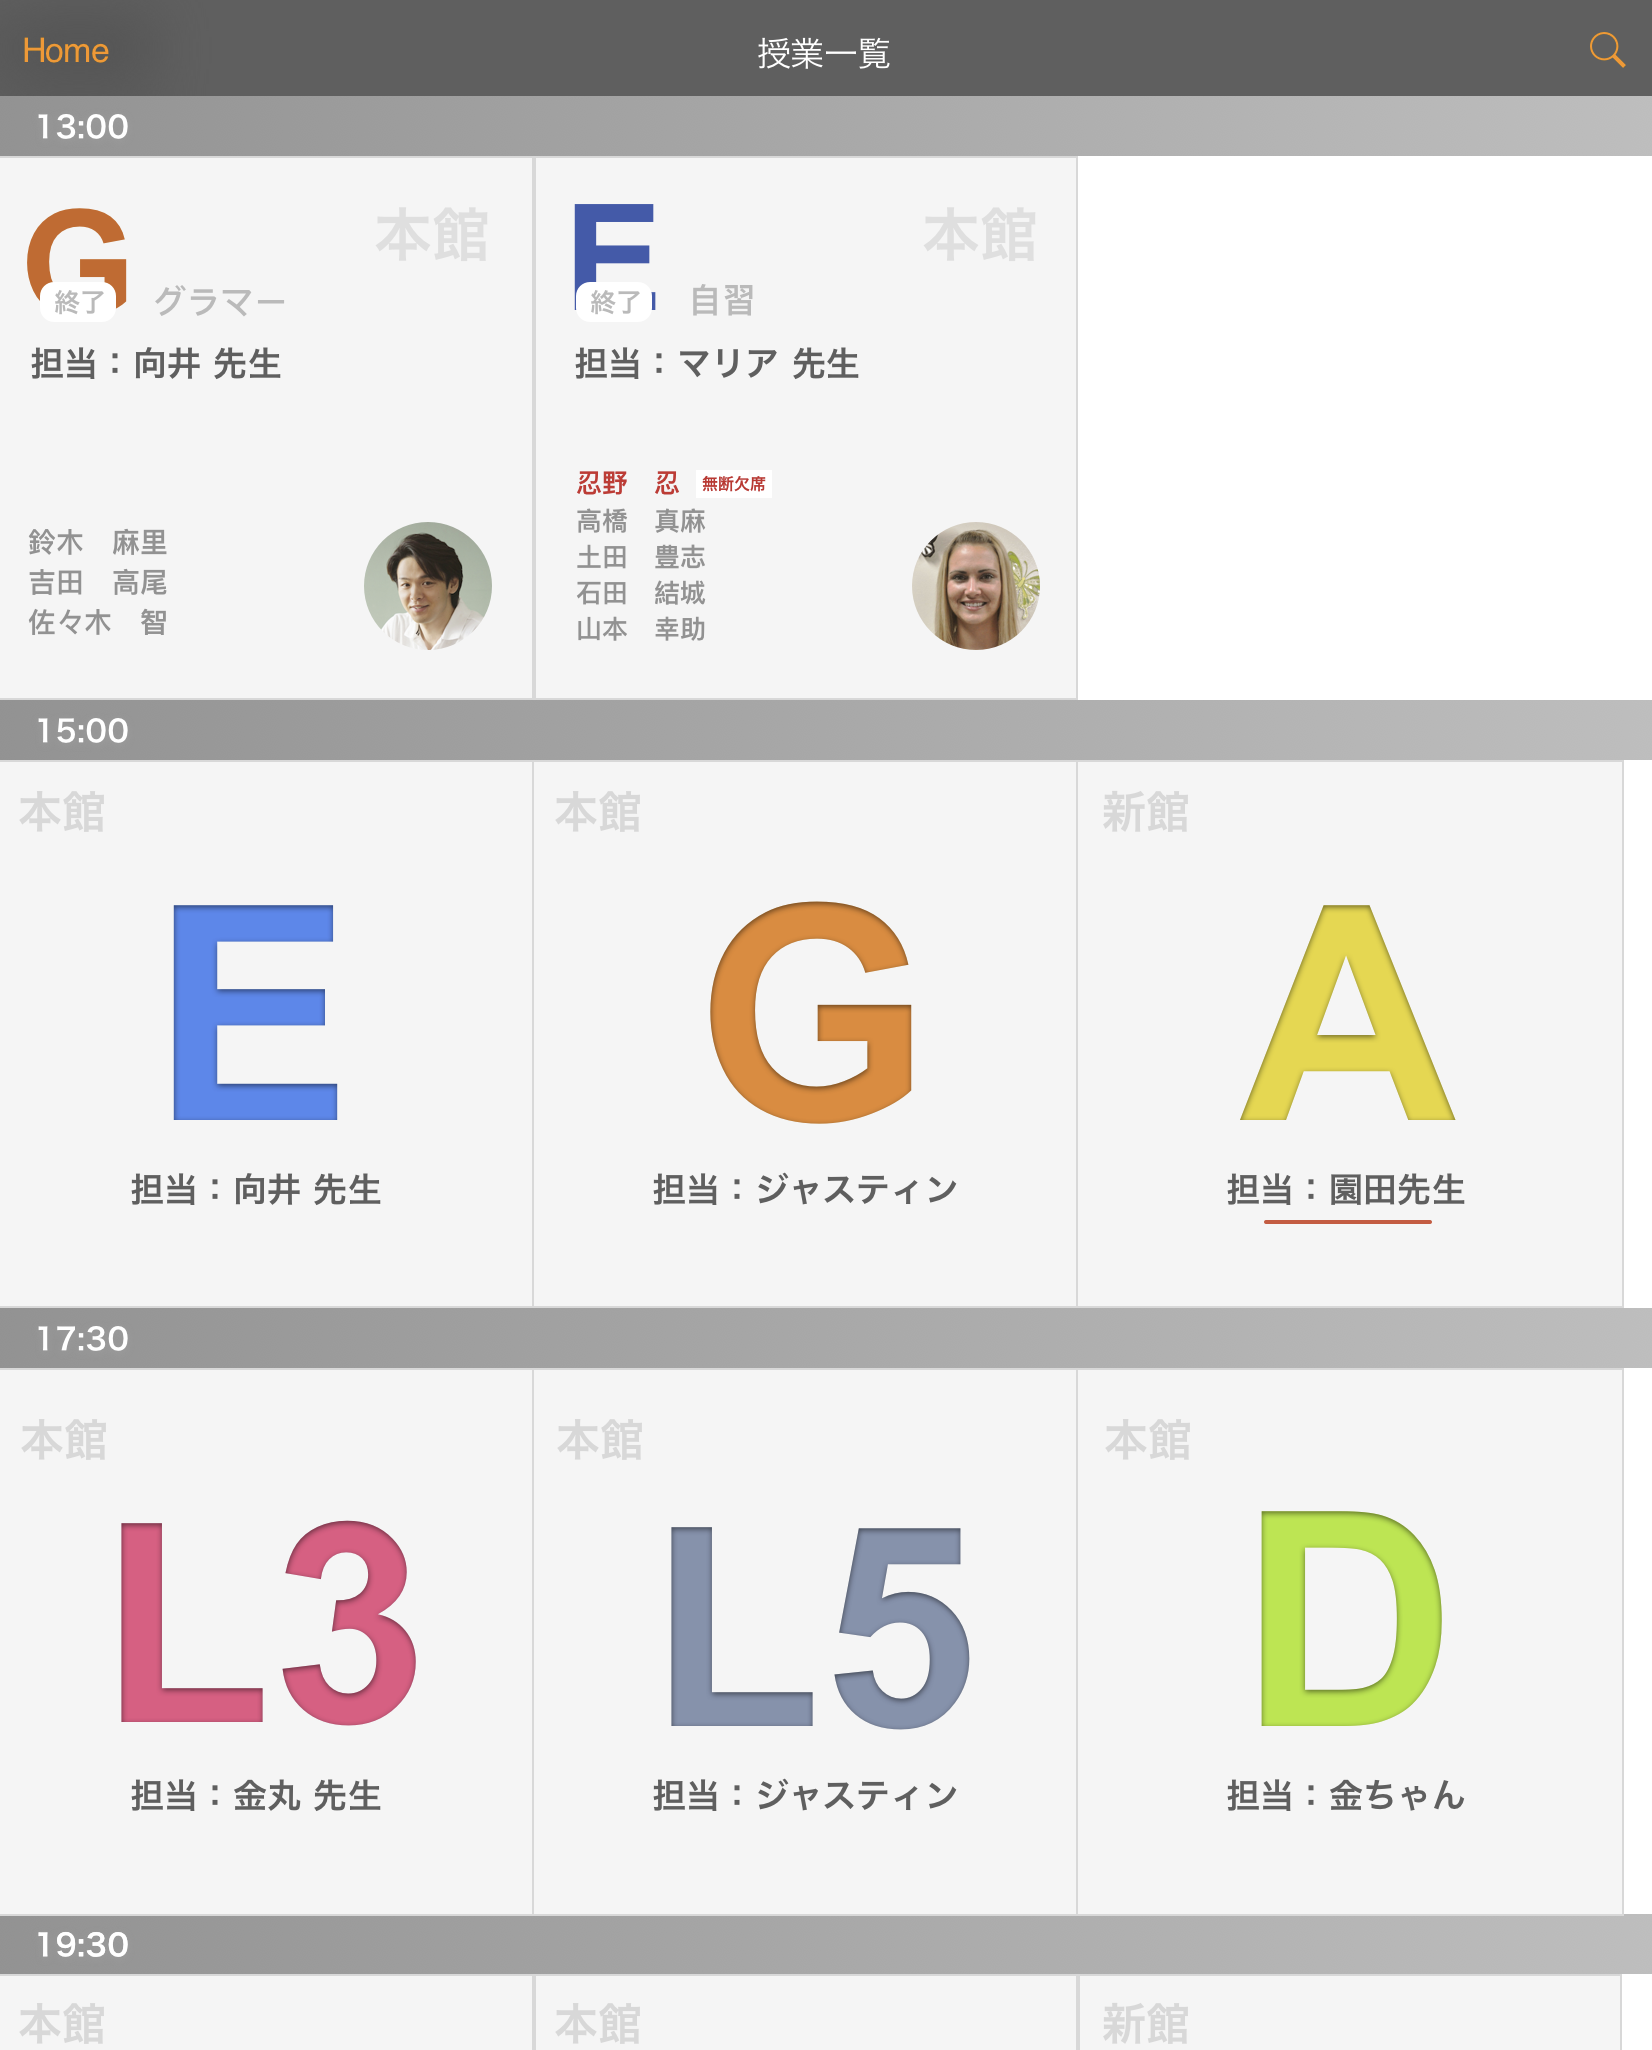 Home
授業一覧
13:00
G
本館
終了
グラマー
担当：向井 先生
鈴木　麻里
吉田　高尾
佐々木　智
E
本館
終了
自習
担当：マリア 先生
忍野　忍 無断欠席
高橋　真麻
土田　豊志
石田　結城
山本　幸助
15:00
本館
E
担当：向井 先生
本館
G
担当：ジャスティン
新館
A
担当：園田先生
17:30
本館
L3
担当：金丸 先生
本館
L5
担当：ジャスティン
本館
D
担当：金ちゃん
19:30
本館
本館
新館